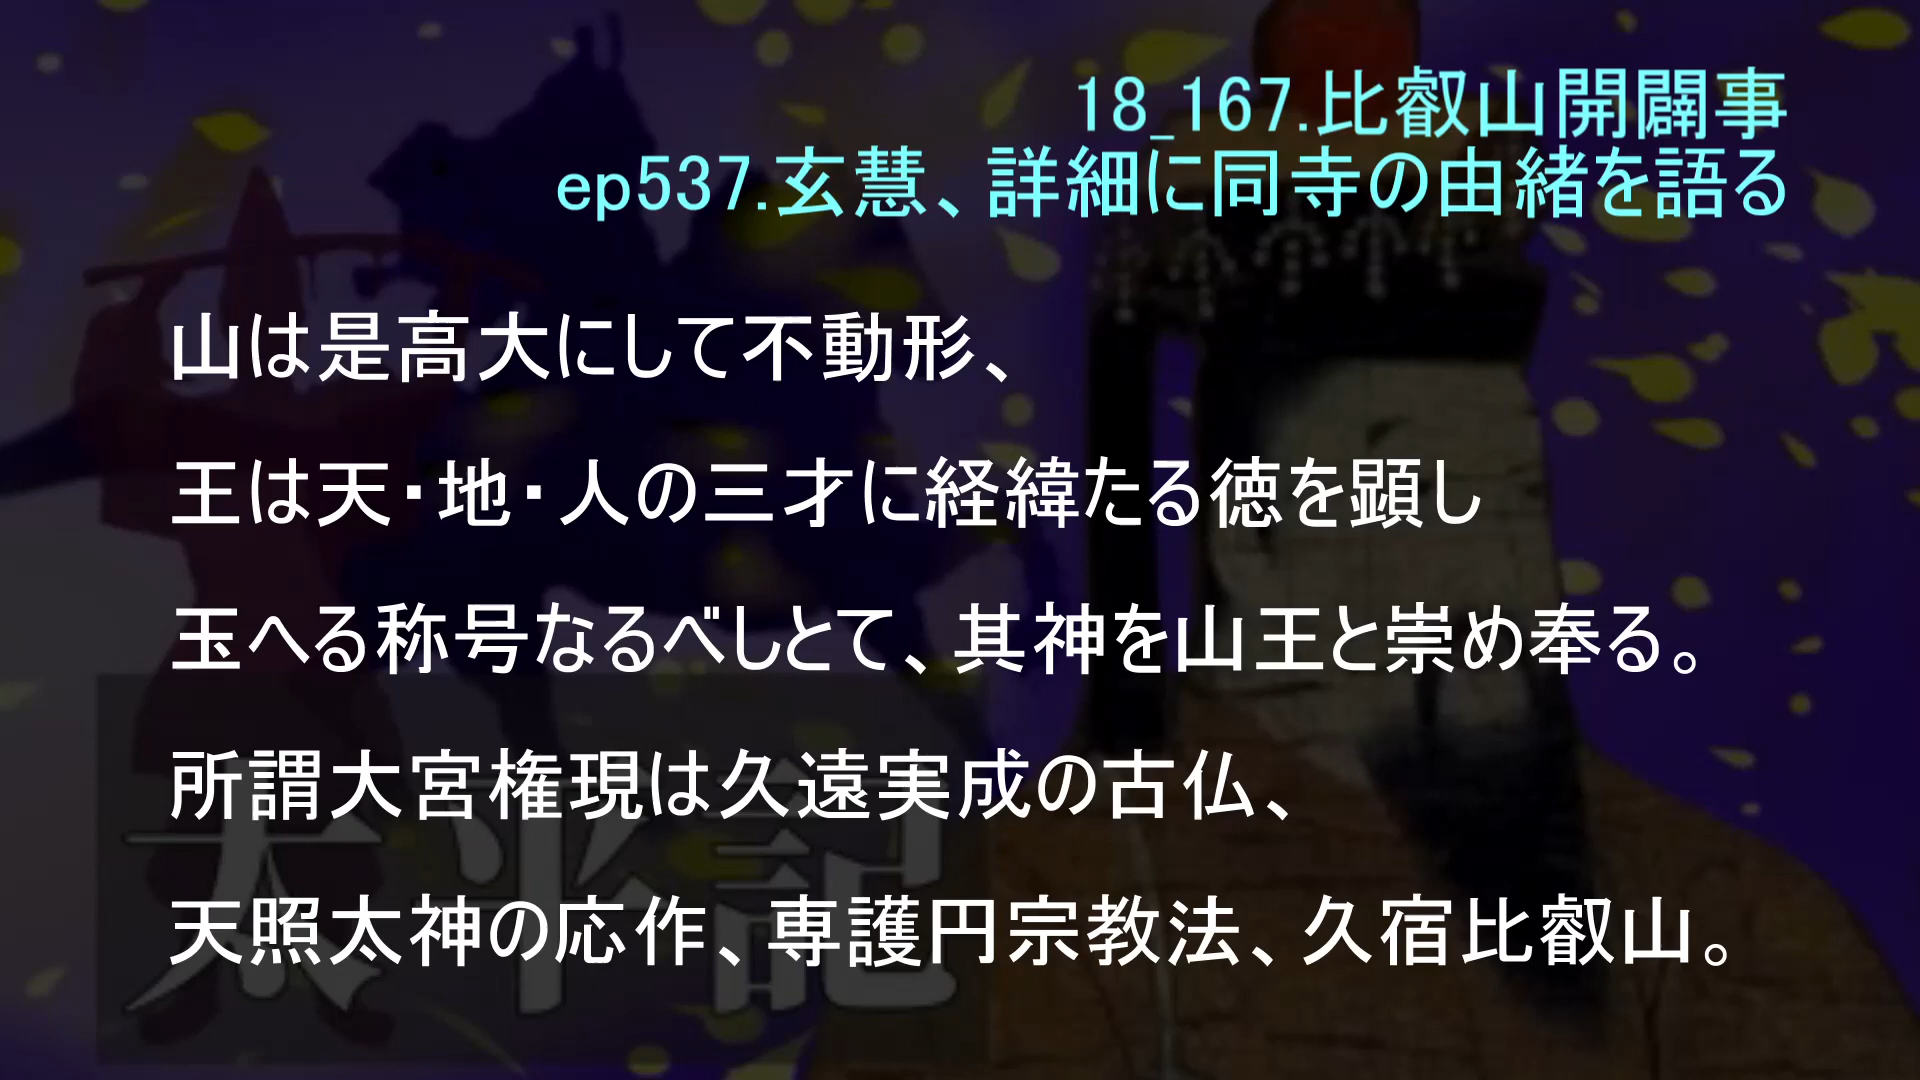 18_167.比叡山開闢事
ep537.玄慧、詳細に同寺の由緒を語る
山は是高大にして不動形、
王は天・地・人の三才に経緯たる徳を顕し
玉へる称号なるべしとて、其神を山王と崇め奉る。
所謂大宮権現は久遠実成の古仏、
天照太神の応作、専護円宗教法、久宿比叡山。
太平記